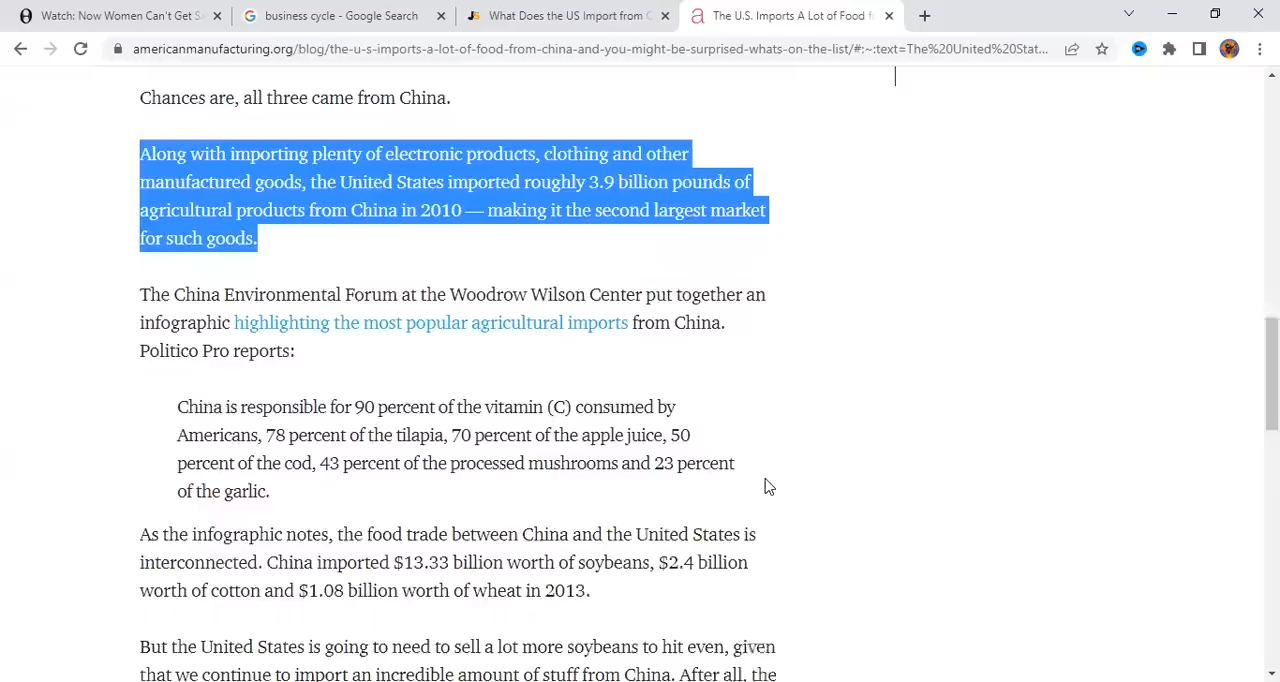 Watch: Now Women Can't Get S
business cycle - Google Search
What Does the US Import from C
The U.S. Imports A Lot of Food f
americanmanufacturing.org/blog/the-u-s-imports-a-lot-of-food-from-china-and-you-might-be-surprised-whats-on-the-list/#:~:text=The%20United%20Stat...
Chances are, all three came from China.
Along with importing plenty of electronic products, clothing and other
manufactured goods, the United States imported roughly 3.9 billion pounds of
agricultural products from China in 2010 — making it the second largest market
for such goods.
The China Environmental Forum at the Woodrow Wilson Center put together an
infographic highlighting the most popular agricultural imports from China.
Politico Pro reports:
China is responsible for 90 percent of the vitamin (C) consumed by
Americans, 78 percent of the tilapia, 70 percent of the apple juice, 50
percent of the cod, 43 percent of the processed mushrooms and 23 percent
of the garlic.
As the infographic notes, the food trade between China and the United States is
interconnected. China imported $13.33 billion worth of soybeans, $2.4 billion
worth of cotton and $1.08 billion worth of wheat in 2013.
But the United States is going to need to sell a lot more soybeans to hit even, given
that we continue to import an incredible amount of stuff from China. After all, the